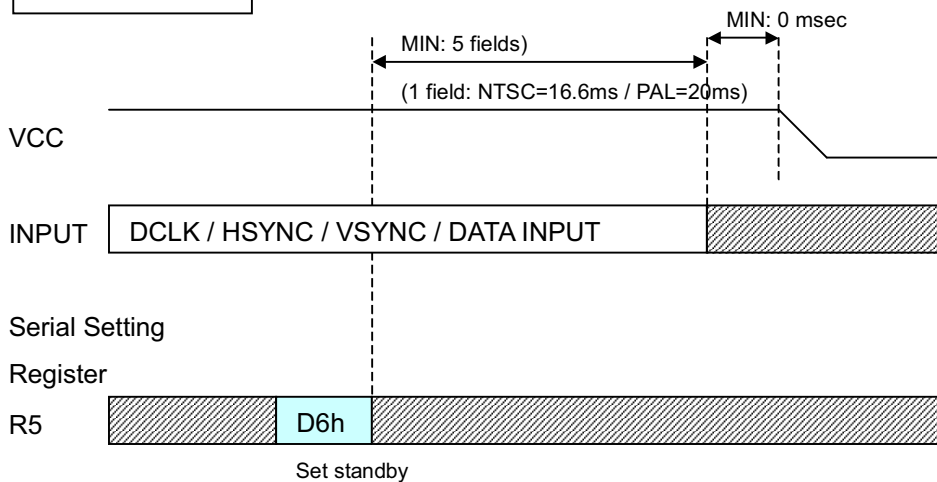 MIN: 0 msec
MIN: 5 fields)
(1 field: NTSC=16.6ms / PAL=20ms)
VCC
INPUT DCLK / HSYNC / VSYNC / DATA INPUT
Serial Setting
Register
R5 D6h
Set standby